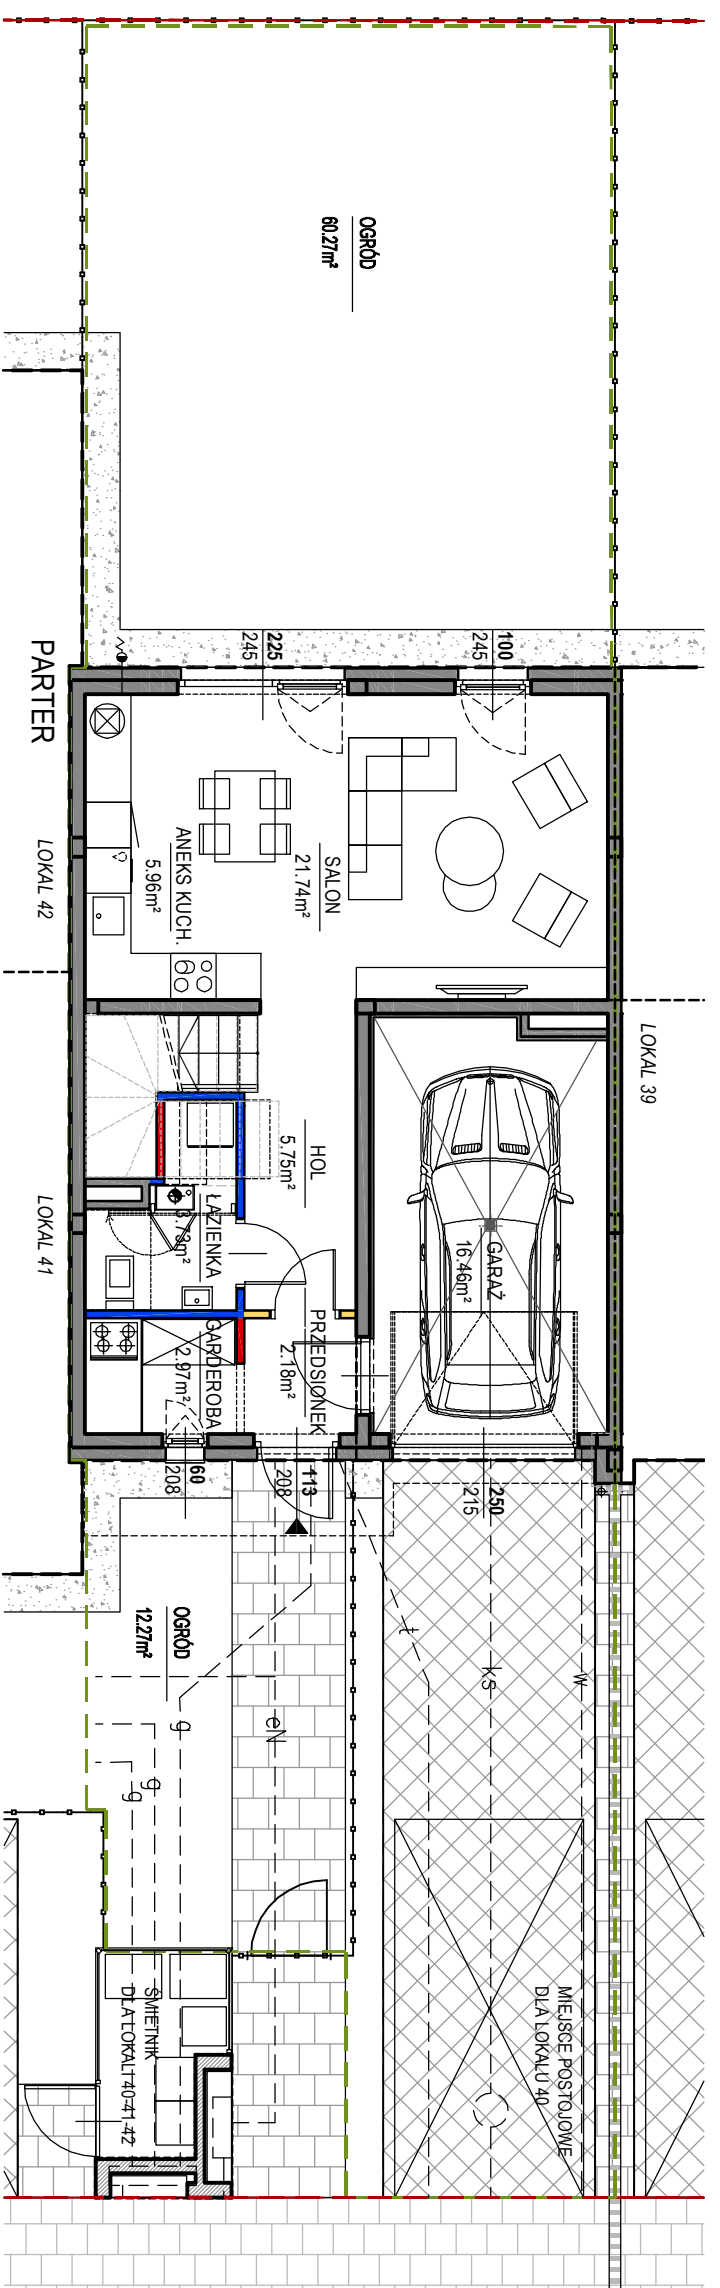 OGRÓD
60.27m²
PARTER
225
245
100
245
LOKAL 42
ANEKS KUCH.
5.96m²
SALON
21.74m²
LOKAL 39
HOL
5.75m²
LOKAL 41
ŁAZIENKA
3.73m²
GARAŻ
16.46m²
PRZEDSIONEK
2.18m²
GARDEROBA
2.97m²
60
208
113
208
250
215
OGRÓD
12.27m²
t
KS
W
eN
g
g
g
ŚMIETNIK
DLA LOKALI 40-41-42
MIEJSCE POSTOJOWE
DLA LOKALU 40